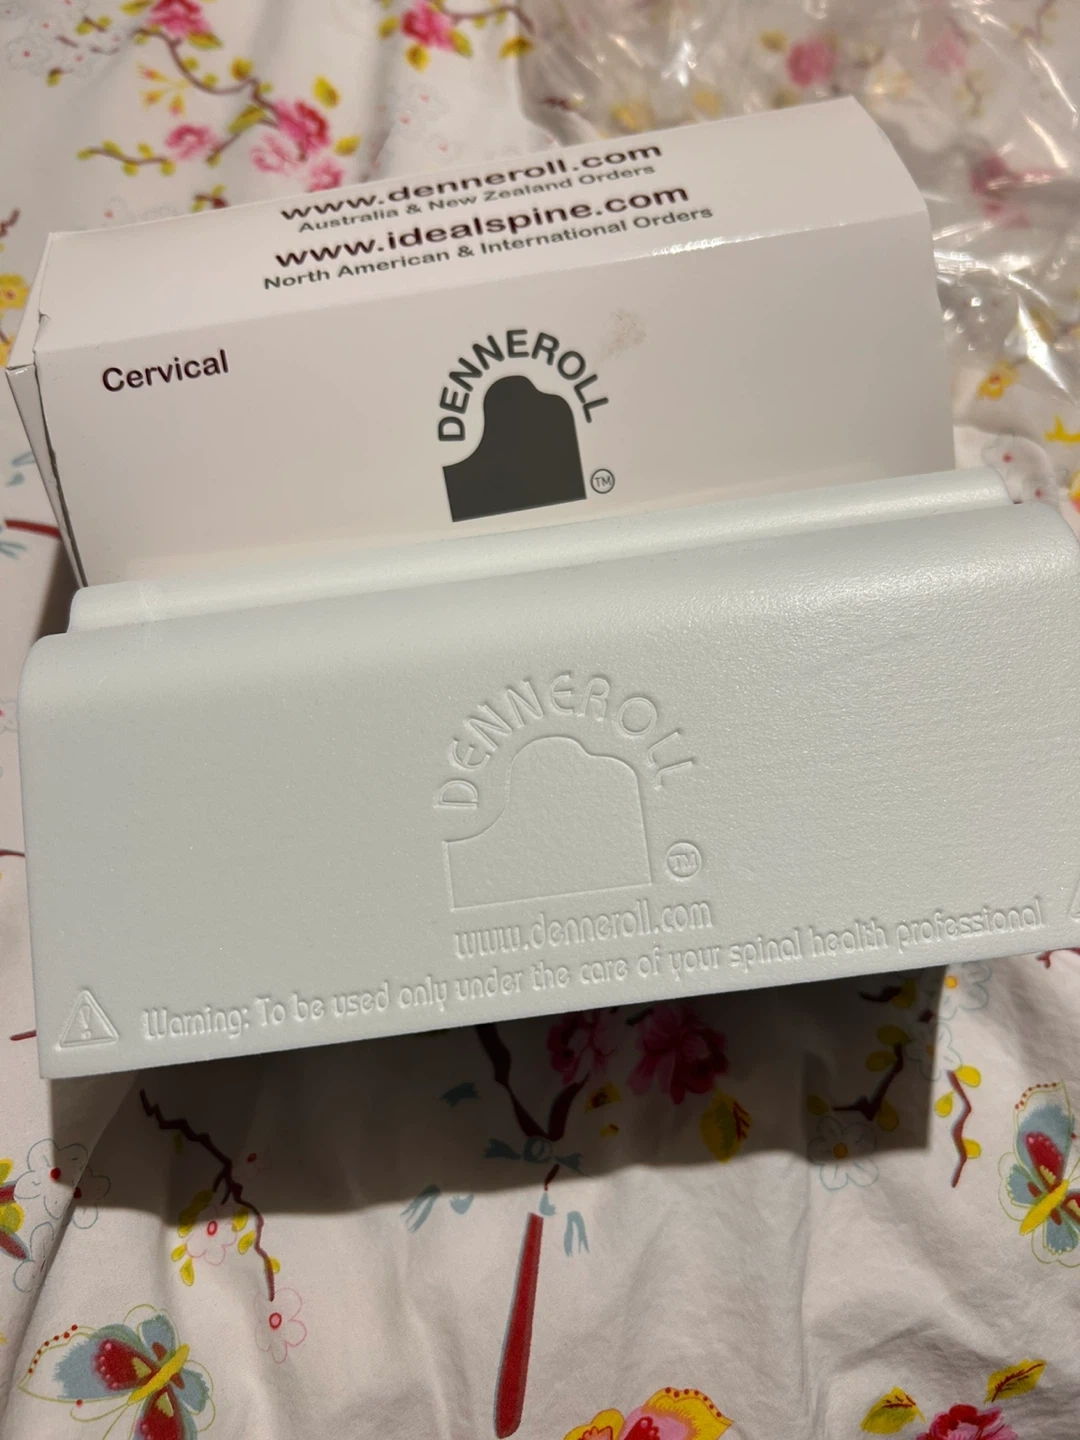 www.denneroll.com
Australia & New Zealand Orders
www.idealspine.com
North American & International Orders
Cervical
DENNEROLL
TM
DENNEROLL
TM
www.denneroll.com
Warning: To be used only under the care of your spinal health professional